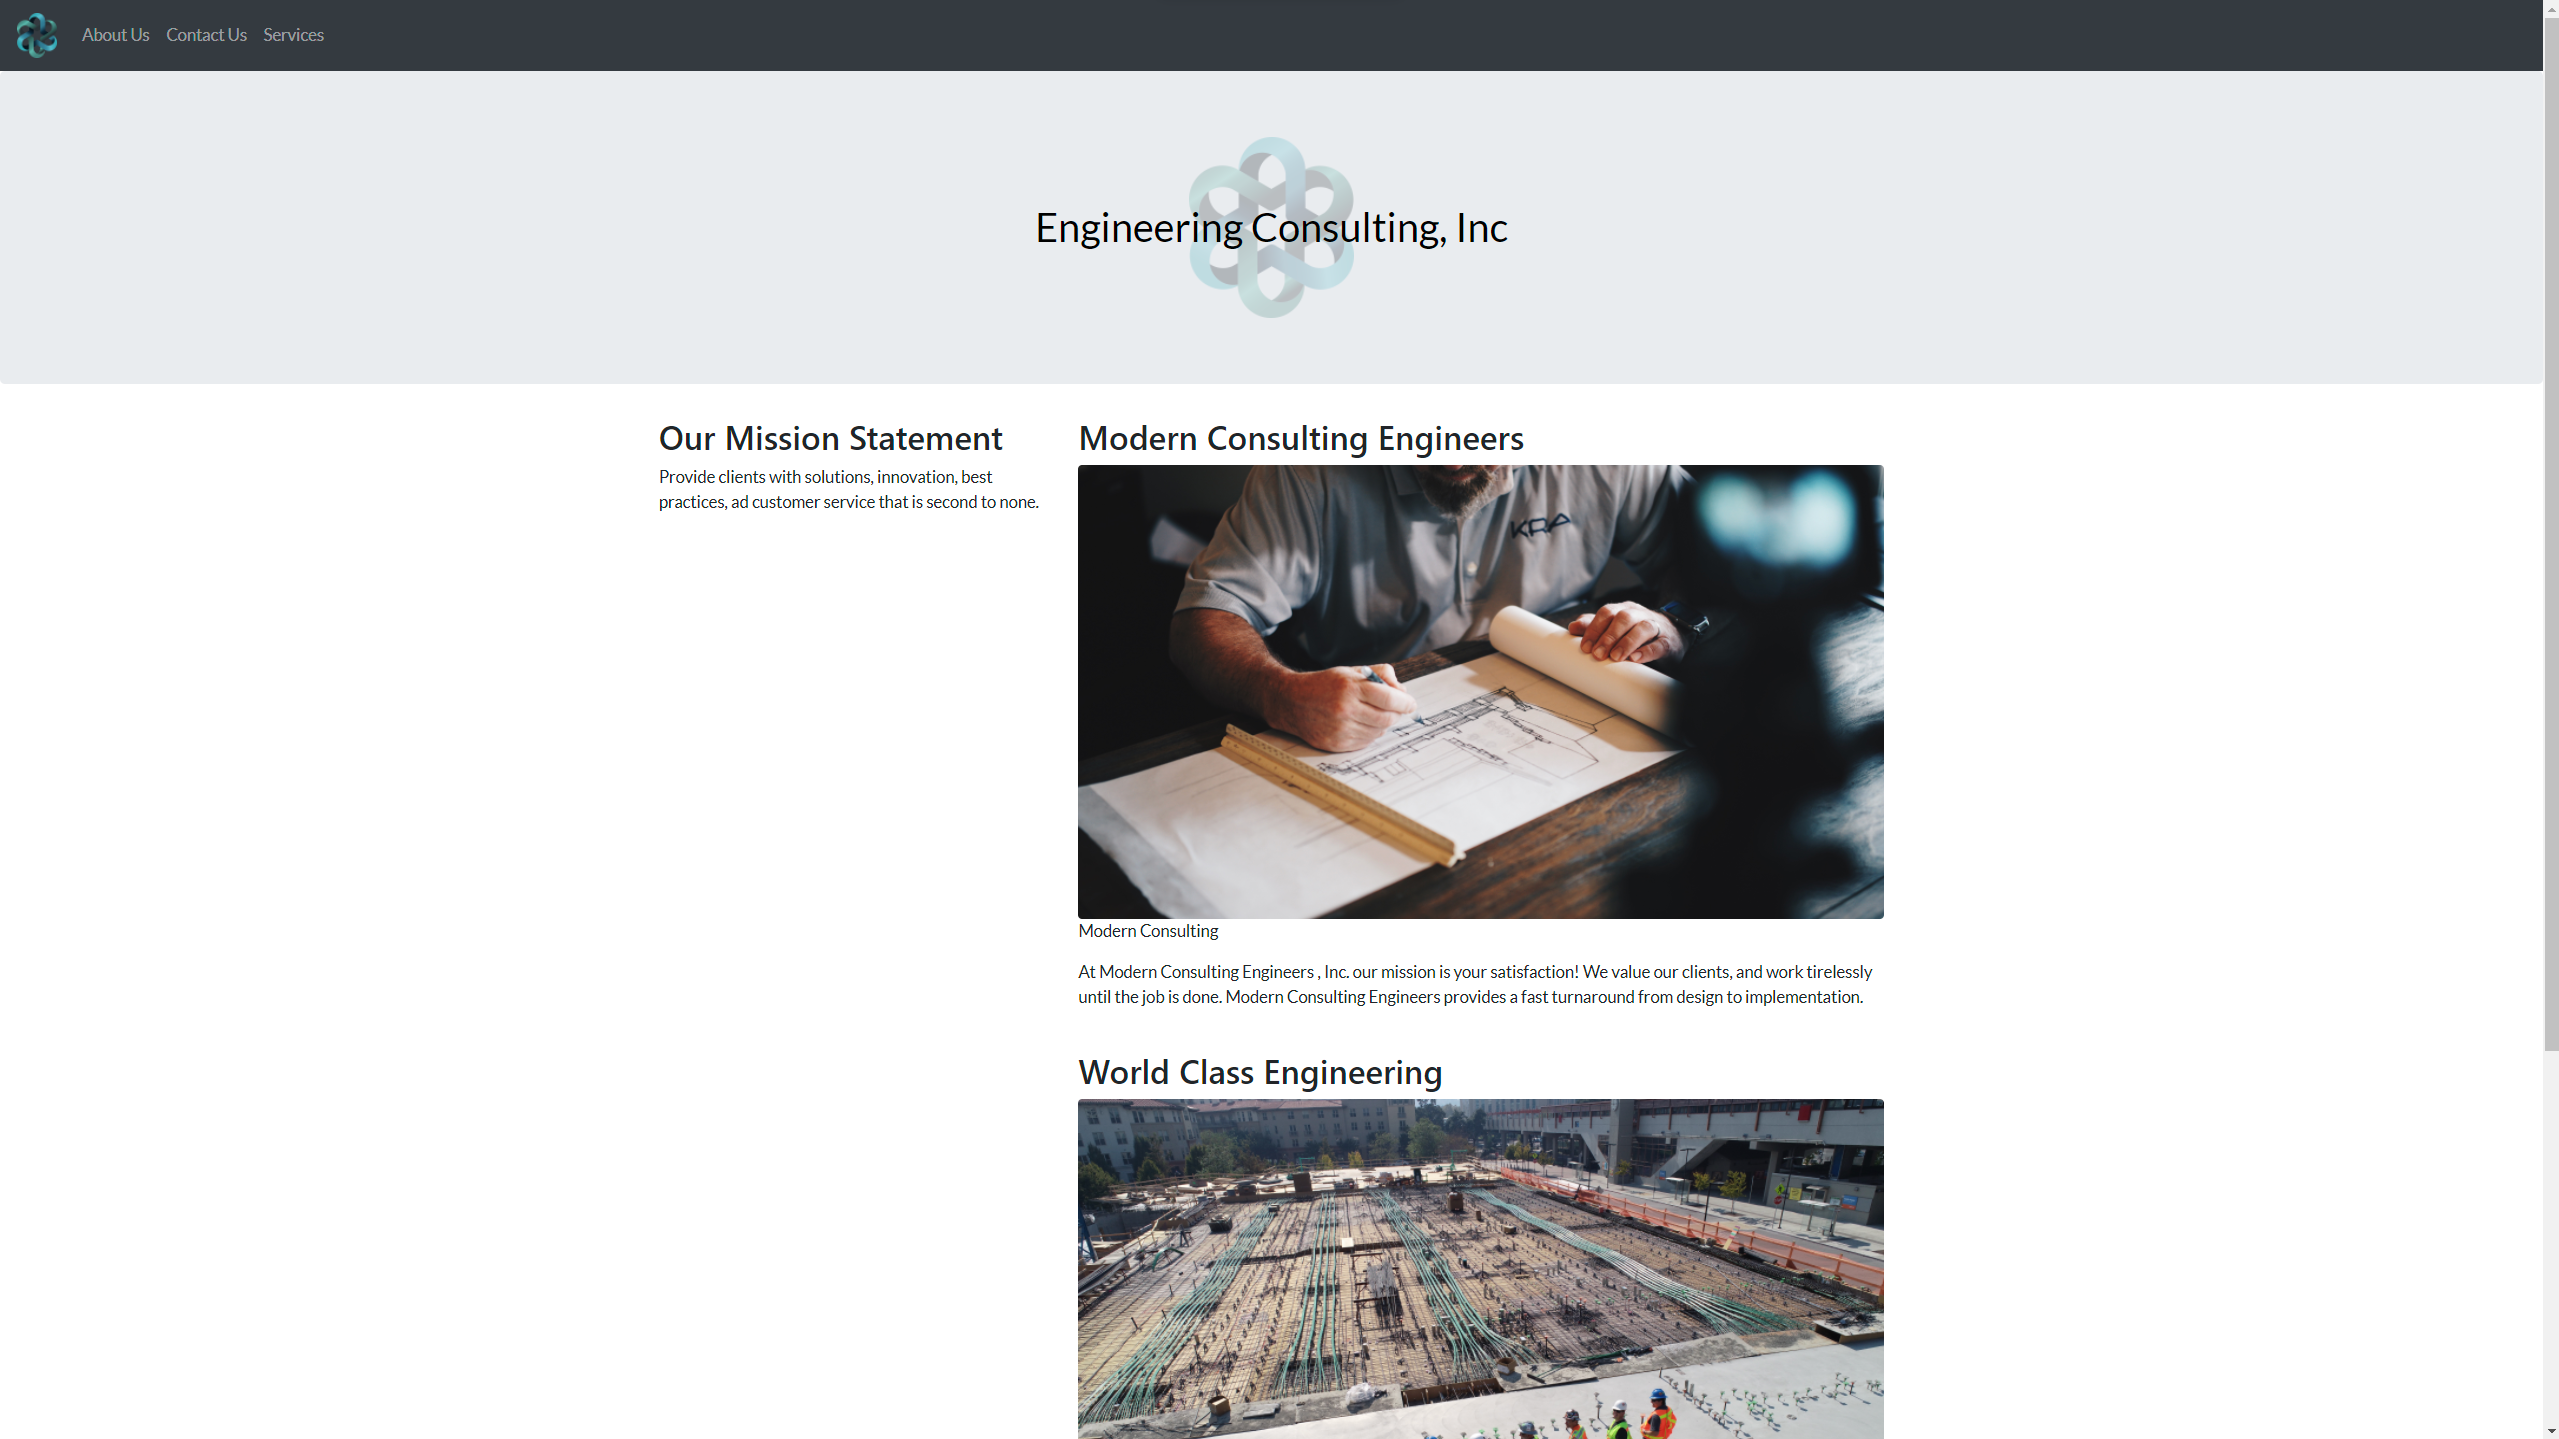 About Us Contact Us Services
Engineering Consulting, Inc
Our Mission Statement
Provide clients with solutions, innovation, best
practices, ad customer service that is second to none.
Modern Consulting Engineers
KRA
Modern Consulting
At Modern Consulting Engineers , Inc. our mission is your satisfaction! We value our clients, and work tirelessly
until the job is done. Modern Consulting Engineers provides a fast turnaround from design to implementation.
World Class Engineering